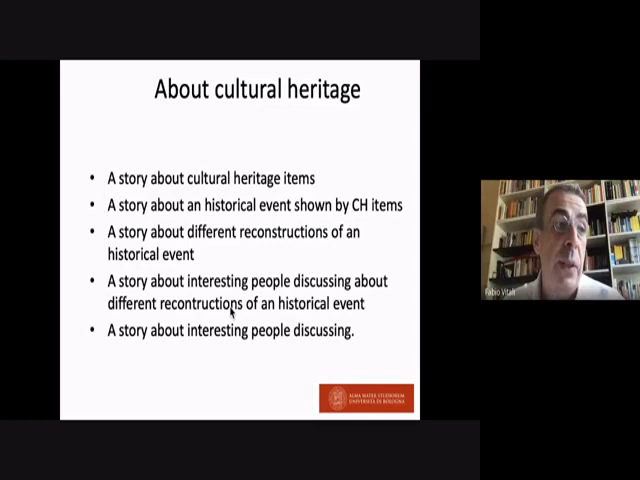 About cultural heritage
• A story about cultural heritage items
• A story about an historical event shown by CH items
• A story about different reconstructions of an
historical event
• A story about interesting people discussing about
different recontructions of an historical event
• A story about interesting people discussing.
ALMA MATER STUDIORUM
UNIVERSITÀ DI BOLOGNA
Fabio Vitali